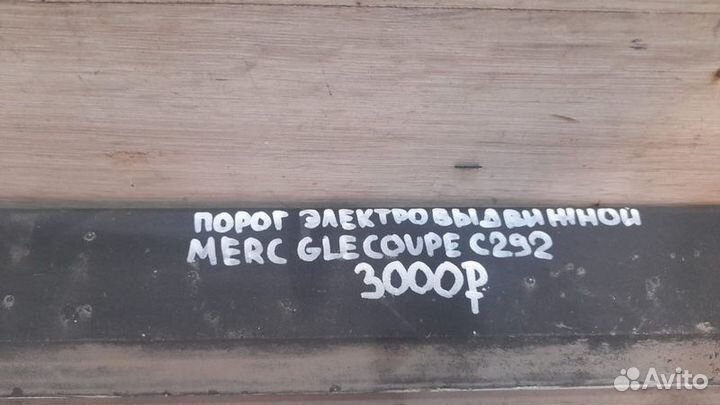 ПОРОГ ЭЛЕКТРОВЫДВИЖНОЙ
MERC GLE COUPE C292
3000₽
Avito